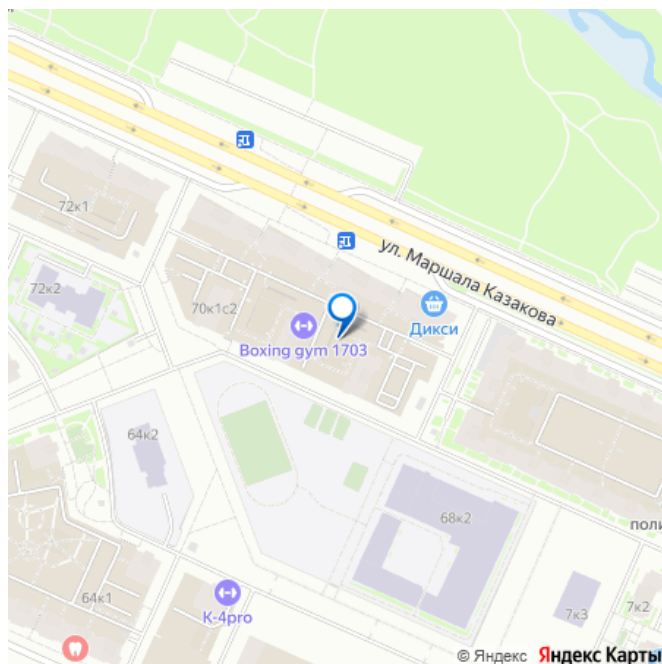 72к1
ул. Маршала Казакова
72к2
70к1с2
Дикси
Boxing gym 1703
64к2
68к2
поли
64к1
К-4pro
7к3
7к2
© Яндекс Яндекс Карты